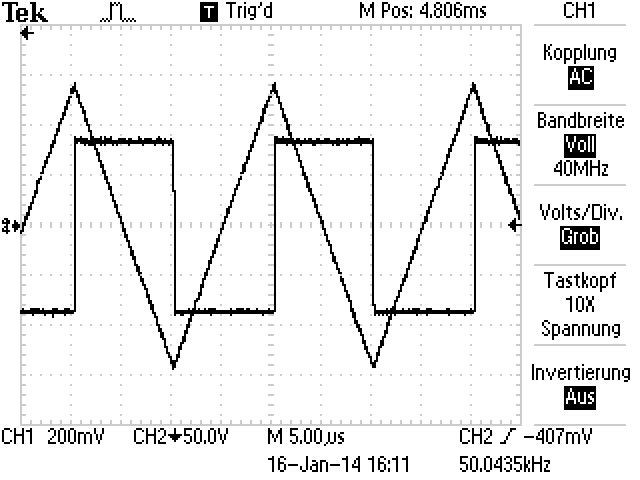 Tek T Trig'd M Pos: 4.806ms CH1
Kopplung
AC
Bandbreite
Voll
40MHz
Volts/Div.
Grob
Tastkopf
10X
Spannung
Invertierung
Aus
CH1 200mV CH2 50.0V M 5.00µs CH2 -407mV
16-Jan-14 16:11 50.0435kHz